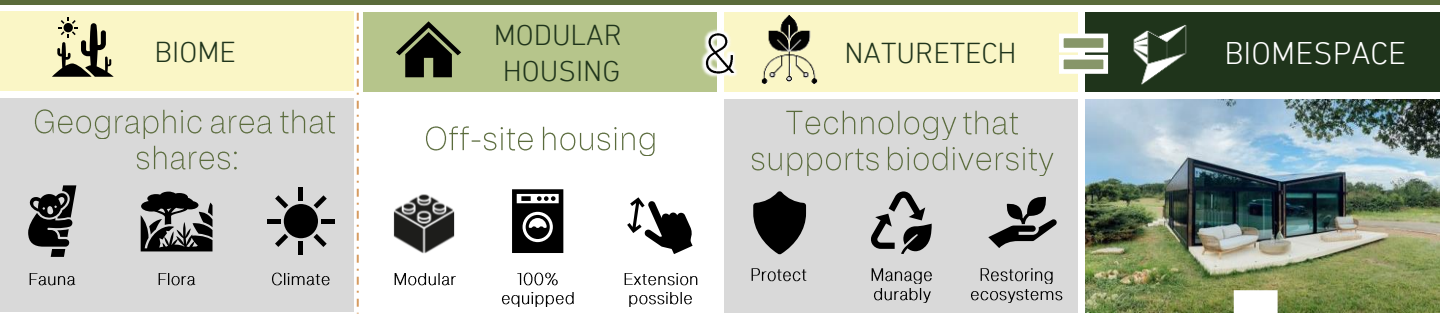 BIOME
Geographic area that
shares:
Fauna
Flora
Climate
MODULAR
HOUSING
Off-site housing
Modular
100%
equipped
Extension
possible
&
NATURETECH
Technology that
supports biodiversity
Protect
Manage
durably
Restoring
ecosystems
=
BIOMESPACE